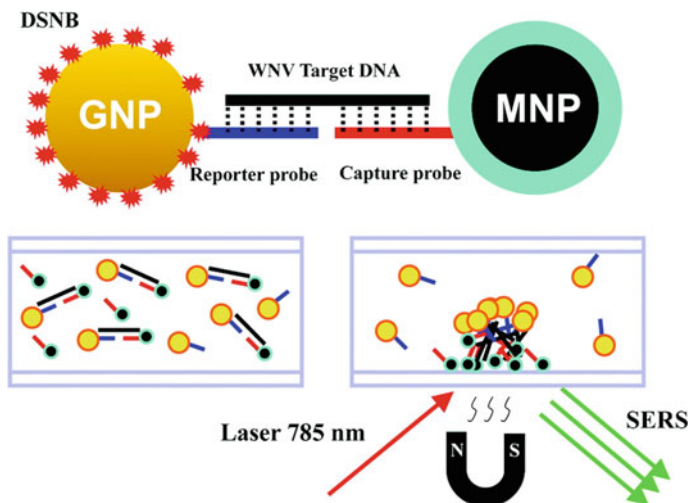 DSNB
WNV Target DNA
GNP
MNP
Reporter probe
Capture probe
Laser 785 nm
SERS
N
S